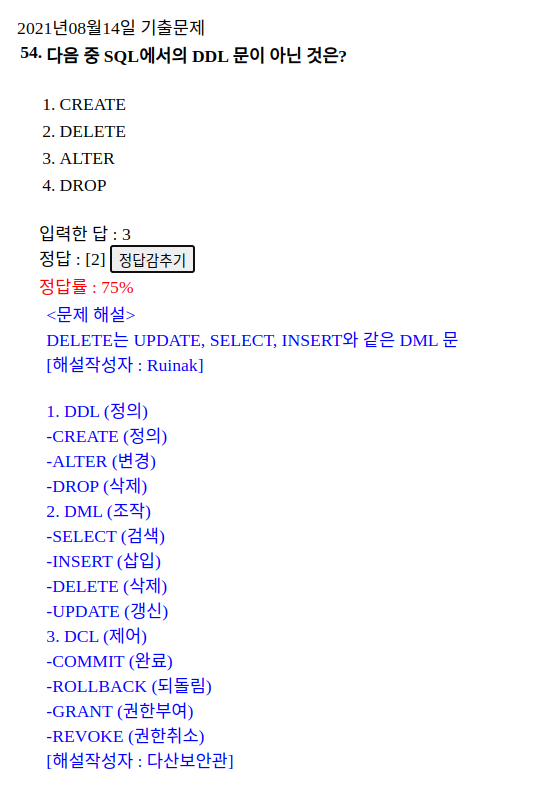 2021년08월14일 기출문제
54. 다음 중 SQL에서의 DDL 문이 아닌 것은?
1. CREATE
2. DELETE
3. ALTER
4. DROP
입력한 답 : 3
정답 : [2] 정답감추기
정답률 : 75%
<문제 해설>
DELETE는 UPDATE, SELECT, INSERT와 같은 DML 문
[해설작성자 : Ruinak]
1. DDL (정의)
-CREATE (정의)
-ALTER (변경)
-DROP (삭제)
2. DML (조작)
-SELECT (검색)
-INSERT (삽입)
-DELETE (삭제)
-UPDATE (갱신)
3. DCL (제어)
-COMMIT (완료)
-ROLLBACK (되돌림)
-GRANT (권한부여)
-REVOKE (권한취소)
[해설작성자 : 다산보안관]